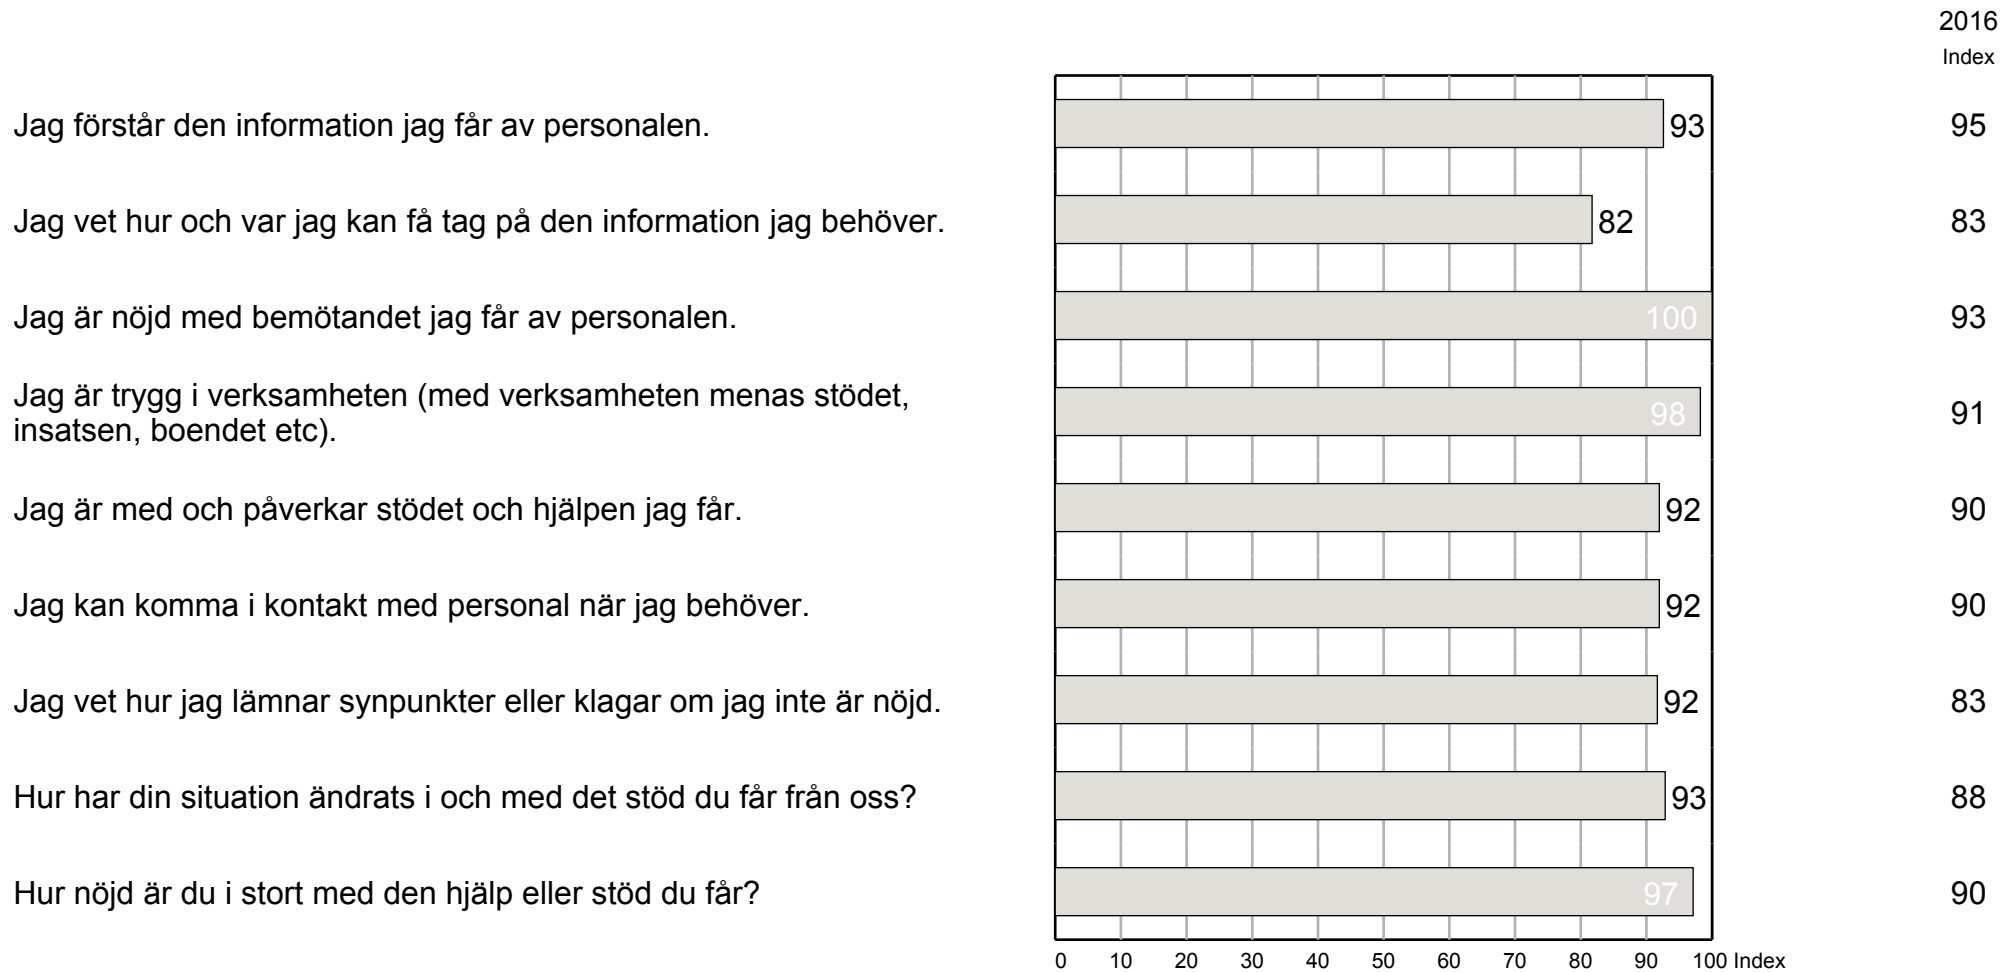 2016
Index
Jag förstår den information jag får av personalen. 93 95
Jag vet hur och var jag kan få tag på den information jag behöver. 82 83
Jag är nöjd med bemötandet jag får av personalen. 100 93
Jag är trygg i verksamheten (med verksamheten menas stödet,
insatsen, boendet etc). 98 91
Jag är med och påverkar stödet och hjälpen jag får. 92 90
Jag kan komma i kontakt med personal när jag behöver. 92 90
Jag vet hur jag lämnar synpunkter eller klagar om jag inte är nöjd. 92 83
Hur har din situation ändrats i och med det stöd du får från oss? 93 88
Hur nöjd är du i stort med den hjälp eller stöd du får? 97 90
0 10 20 30 40 50 60 70 80 90 100 Index